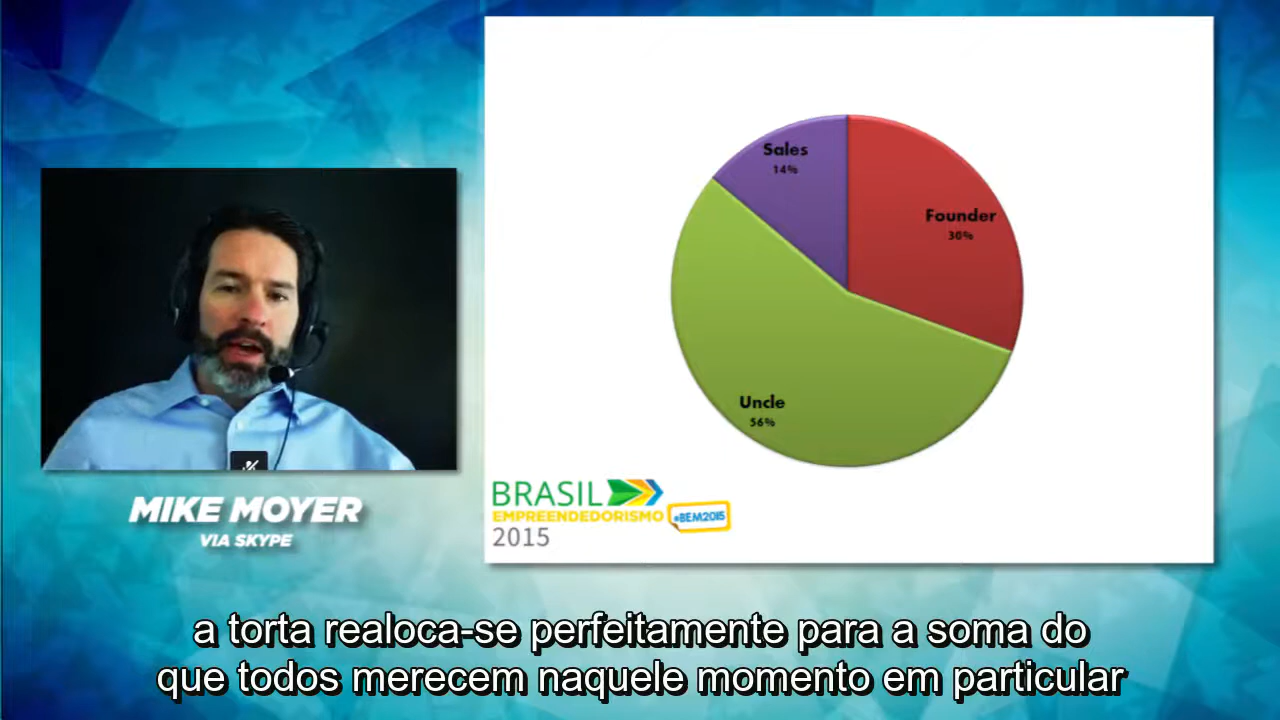 Sales
14%
Founder
30%
Uncle
56%
BRASIL
EMPREENDEDORISMO
#BEM2015
2015
MIKE MOYER
VIA SKYPE
a torta realoca-se perfeitamente para a soma do
que todos merecem naquele momento em particular